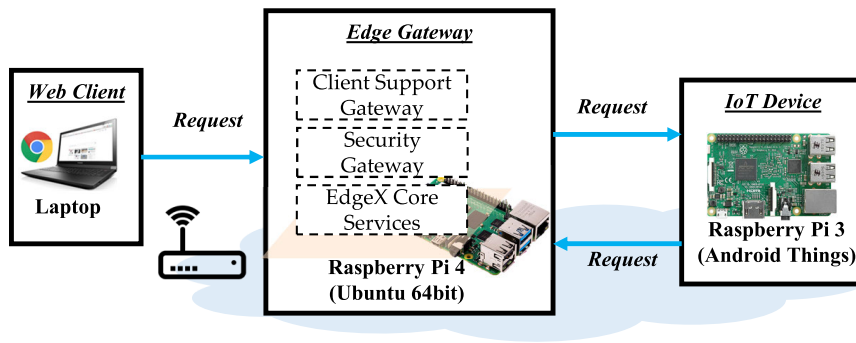 Edge Gateway
Web Client
Laptop
Request
Client Support
Gateway
Security
Gateway
EdgeX Core
Services
Raspberry Pi 4
(Ubuntu 64bit)
Request
Request
IoT Device
Raspberry Pi 3
(Android Things)